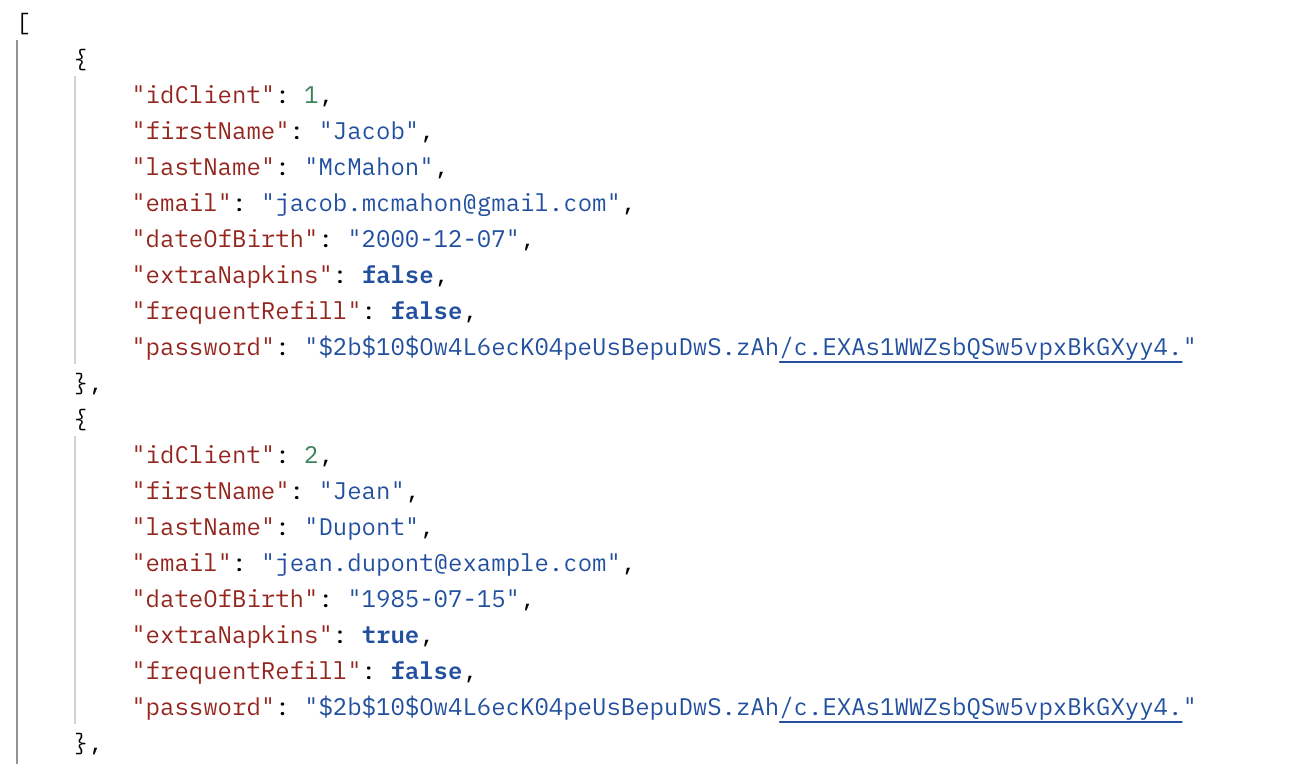 [
{
"idClient": 1,
"firstName": "Jacob",
"lastName": "McMahon",
"email": "jacob.mcmahon@gmail.com",
"dateOfBirth": "2000-12-07",
"extraNapkins": false,
"frequentRefill": false,
"password": "$2b$10$Ow4L6ecK04peUsBepuDwS.zAh/c.EXAs1WWZsbQSw5vpxBkGXyy4."
},
{
"idClient": 2,
"firstName": "Jean",
"lastName": "Dupont",
"email": "jean.dupont@example.com",
"dateOfBirth": "1985-07-15",
"extraNapkins": true,
"frequentRefill": false,
"password": "$2b$10$Ow4L6ecK04peUsBepuDwS.zAh/c.EXAs1WWZsbQSw5vpxBkGXyy4."
},